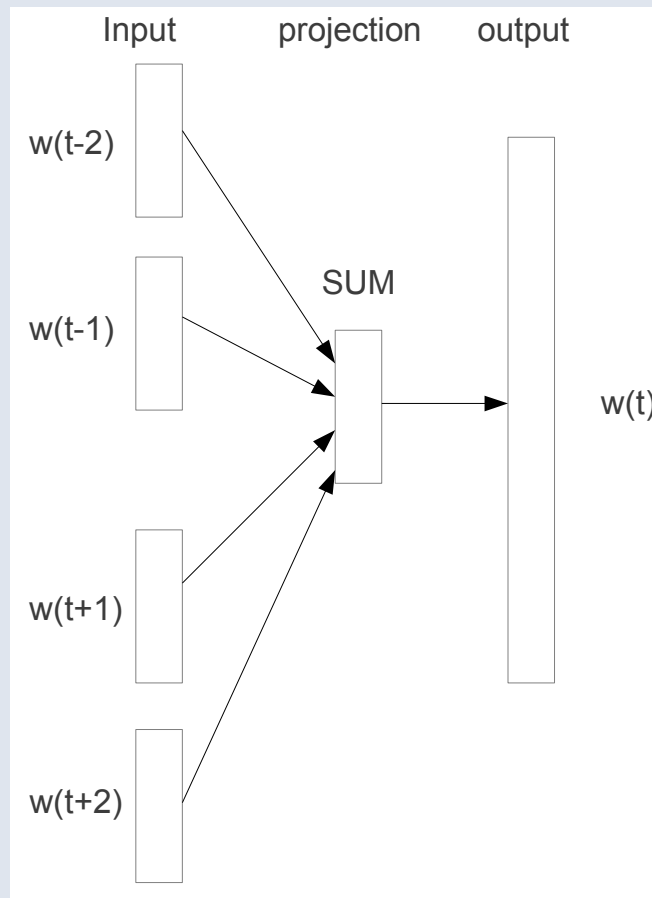 Input projection output
w(t-2)
SUM
w(t-1)
w(t)
w(t+1)
w(t+2)